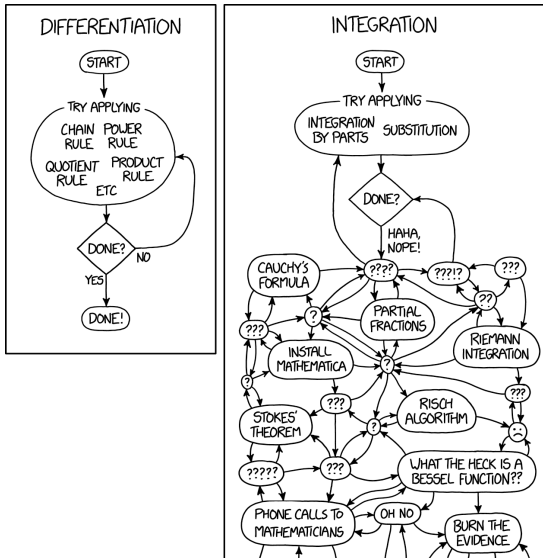 DIFFERENTIATION
START
TRY APPLYING
CHAIN RULE
POWER RULE
QUOTIENT RULE
PRODUCT RULE
ETC
DONE?
NO
YES
DONE!
INTEGRATION
START
TRY APPLYING
INTEGRATION BY PARTS
SUBSTITUTION
DONE?
HAHA, NOPE!
CAUCHY'S FORMULA
????
???!?
???
??
???
?
PARTIAL FRACTIONS
RIEMANN INTEGRATION
INSTALL MATHEMATICA
?
?
???
???
STOKES' THEOREM
?
RISCH ALGORITHM
?????
???
WHAT THE HECK IS A BESSEL FUNCTION??
PHONE CALLS TO MATHEMATICIANS
OH NO
BURN THE EVIDENCE